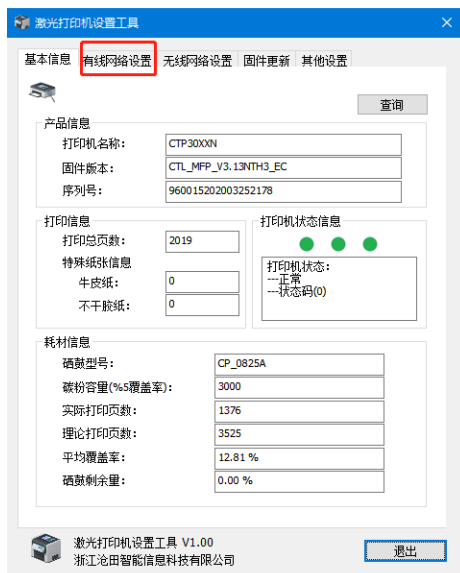 激光打印机设置工具
基本信息 有线网络设置 无线网络设置 固件更新 其他设置
查询
产品信息
打印机名称: CTP30XXN
固件版本: CTL_MFP_V3.13NTH3_EC
序列号: 960015202003252178
打印信息
打印总页数: 2019
特殊纸张信息
牛皮纸: 0
不干胶纸: 0
打印机状态信息
打印机状态:
---正常
---状态码(0)
耗材信息
硒鼓型号: CP_0825A
碳粉容量(%5覆盖率): 3000
实际打印页数: 1376
理论打印页数: 3525
平均覆盖率: 12.81 %
硒鼓剩余量: 0.00 %
激光打印机设置工具 V1.00
浙江沧田智能信息科技有限公司
退出